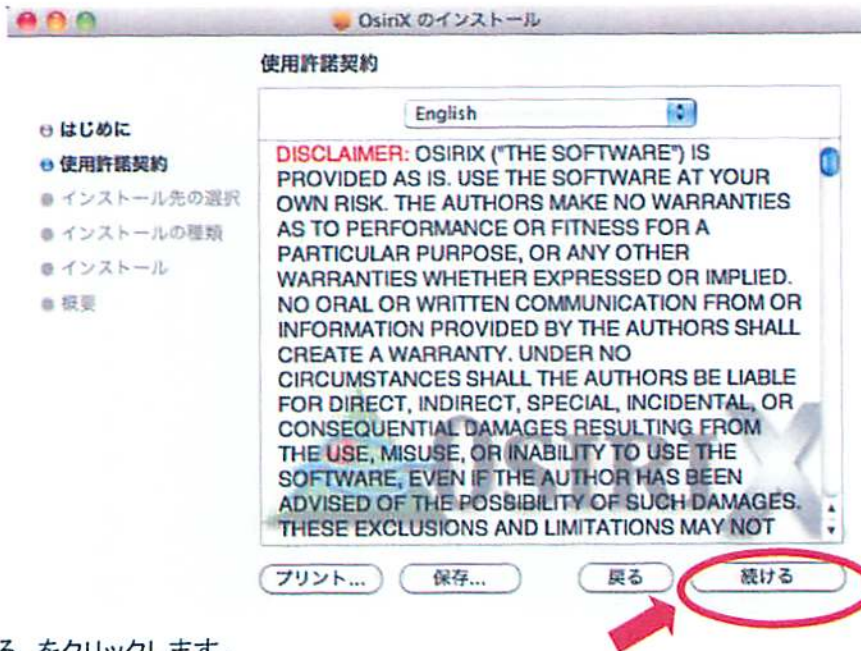 OsiriX のインストール
使用許諾契約
はじめに
使用許諾契約
インストール先の選択
インストールの種類
インストール
概要
English
DISCLAIMER: OSIRIX ("THE SOFTWARE") IS
PROVIDED AS IS. USE THE SOFTWARE AT YOUR
OWN RISK. THE AUTHORS MAKE NO WARRANTIES
AS TO PERFORMANCE OR FITNESS FOR A
PARTICULAR PURPOSE, OR ANY OTHER
WARRANTIES WHETHER EXPRESSED OR IMPLIED.
NO ORAL OR WRITTEN COMMUNICATION FROM OR
INFORMATION PROVIDED BY THE AUTHORS SHALL
CREATE A WARRANTY. UNDER NO
CIRCUMSTANCES SHALL THE AUTHORS BE LIABLE
FOR DIRECT, INDIRECT, SPECIAL, INCIDENTAL, OR
CONSEQUENTIAL DAMAGES RESULTING FROM
THE USE, MISUSE, OR INABILITY TO USE THE
SOFTWARE, EVEN IF THE AUTHOR HAS BEEN
ADVISED OF THE POSSIBILITY OF SUCH DAMAGES.
THESE EXCLUSIONS AND LIMITATIONS MAY NOT
OSIRIX
プリント... 保存... 戻る 続ける
る をクリックします